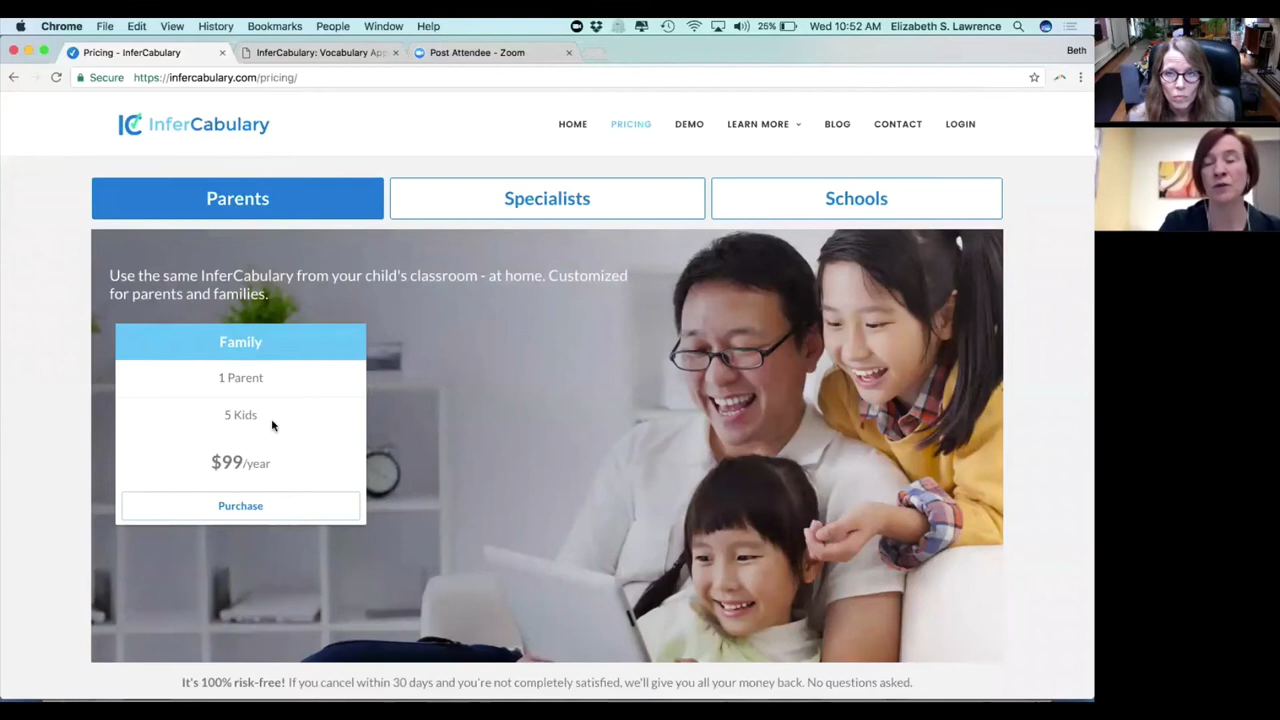 Chrome File Edit View History Bookmarks People Window Help 25% Wed 10:52 AM Elizabeth S. Lawrence
Pricing - InferCabulary InferCabulary: Vocabulary App Post Attendee - Zoom Beth
Secure https://infercabulary.com/pricing/
IC InferCabulary HOME PRICING DEMO LEARN MORE BLOG CONTACT LOGIN
Parents Specialists Schools
Use the same InferCabulary from your child's classroom - at home. Customized
for parents and families.
Family
1 Parent
5 Kids
$99/year
Purchase
It's 100% risk-free! If you cancel within 30 days and you're not completely satisfied, we'll give you all your money back. No questions asked.